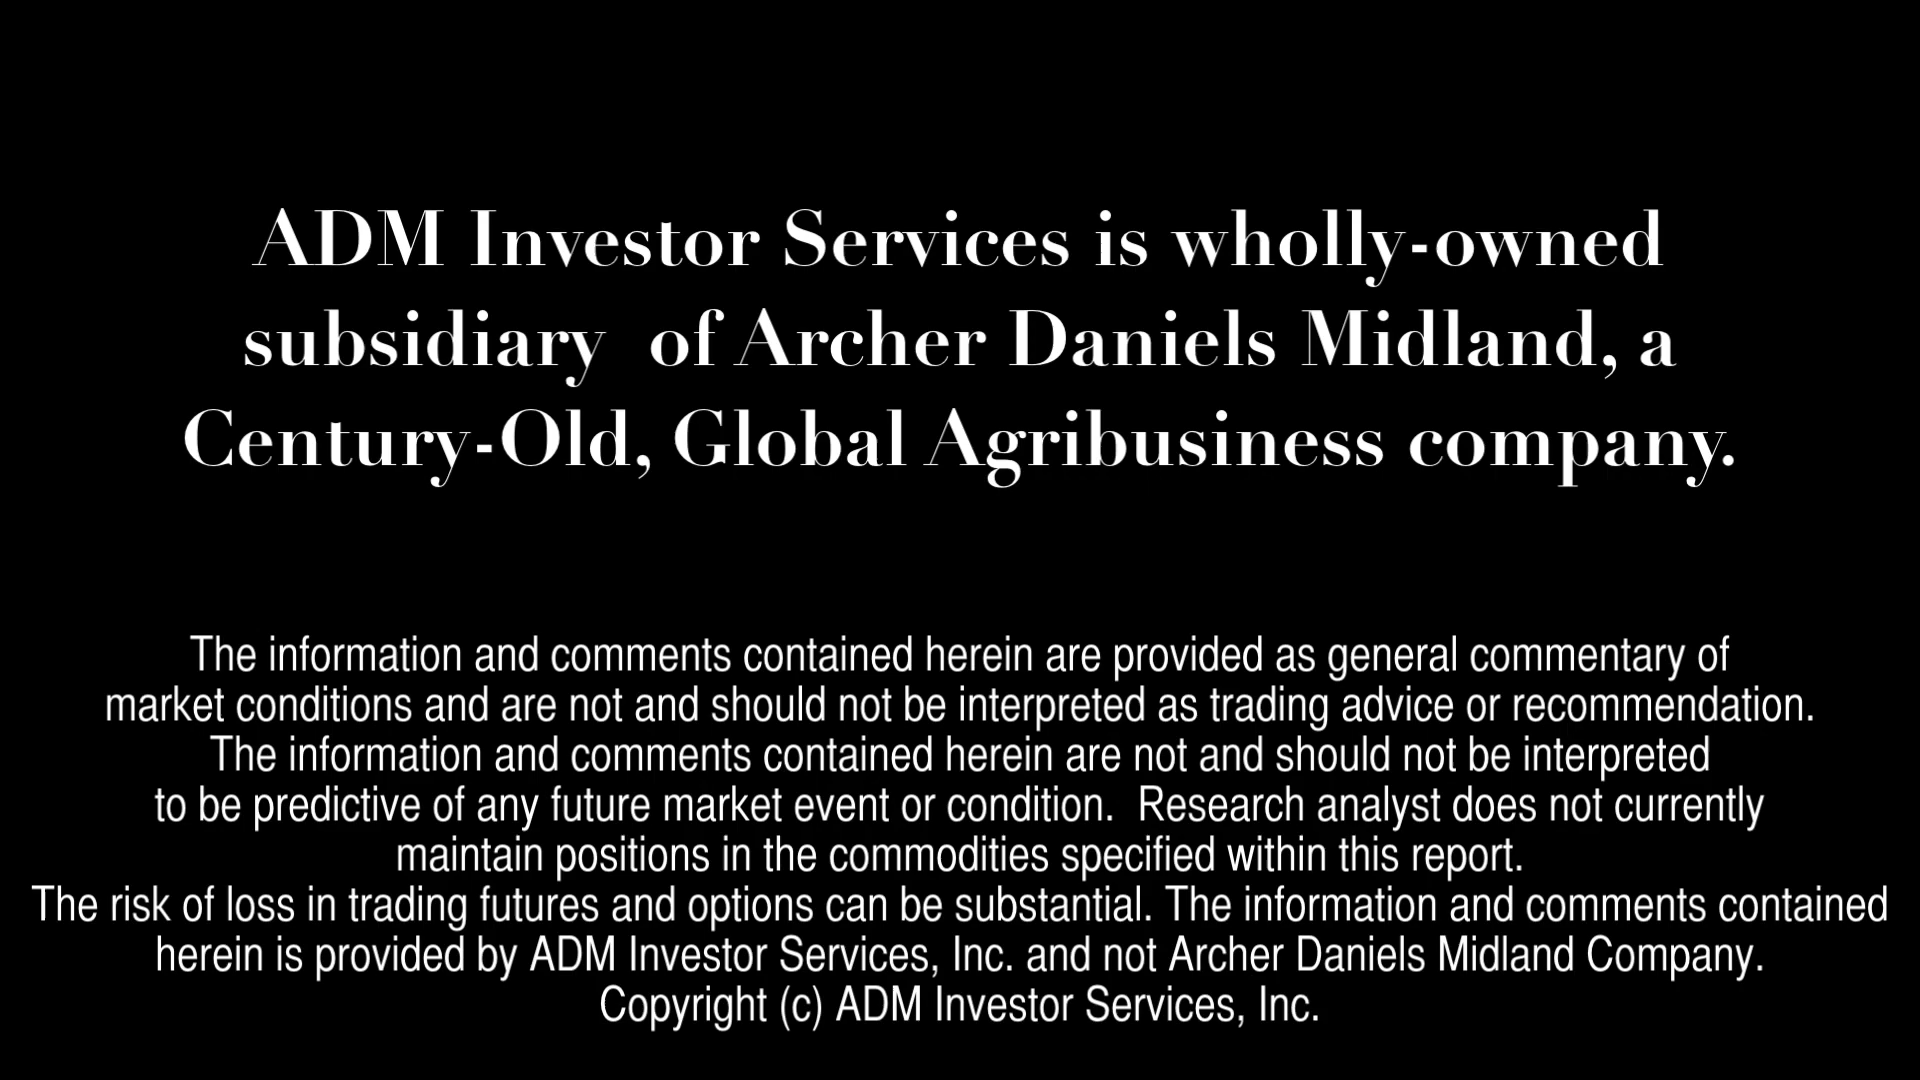 ADM Investor Services is wholly-owned
subsidiary  of Archer Daniels Midland, a
Century-Old, Global Agribusiness company.
The information and comments contained herein are provided as general commentary of
market conditions and are not and should not be interpreted as trading advice or recommendation.
The information and comments contained herein are not and should not be interpreted
to be predictive of any future market event or condition.  Research analyst does not currently
maintain positions in the commodities specified within this report.
The risk of loss in trading futures and options can be substantial. The information and comments contained
herein is provided by ADM Investor Services, Inc. and not Archer Daniels Midland Company.
Copyright (c) ADM Investor Services, Inc.